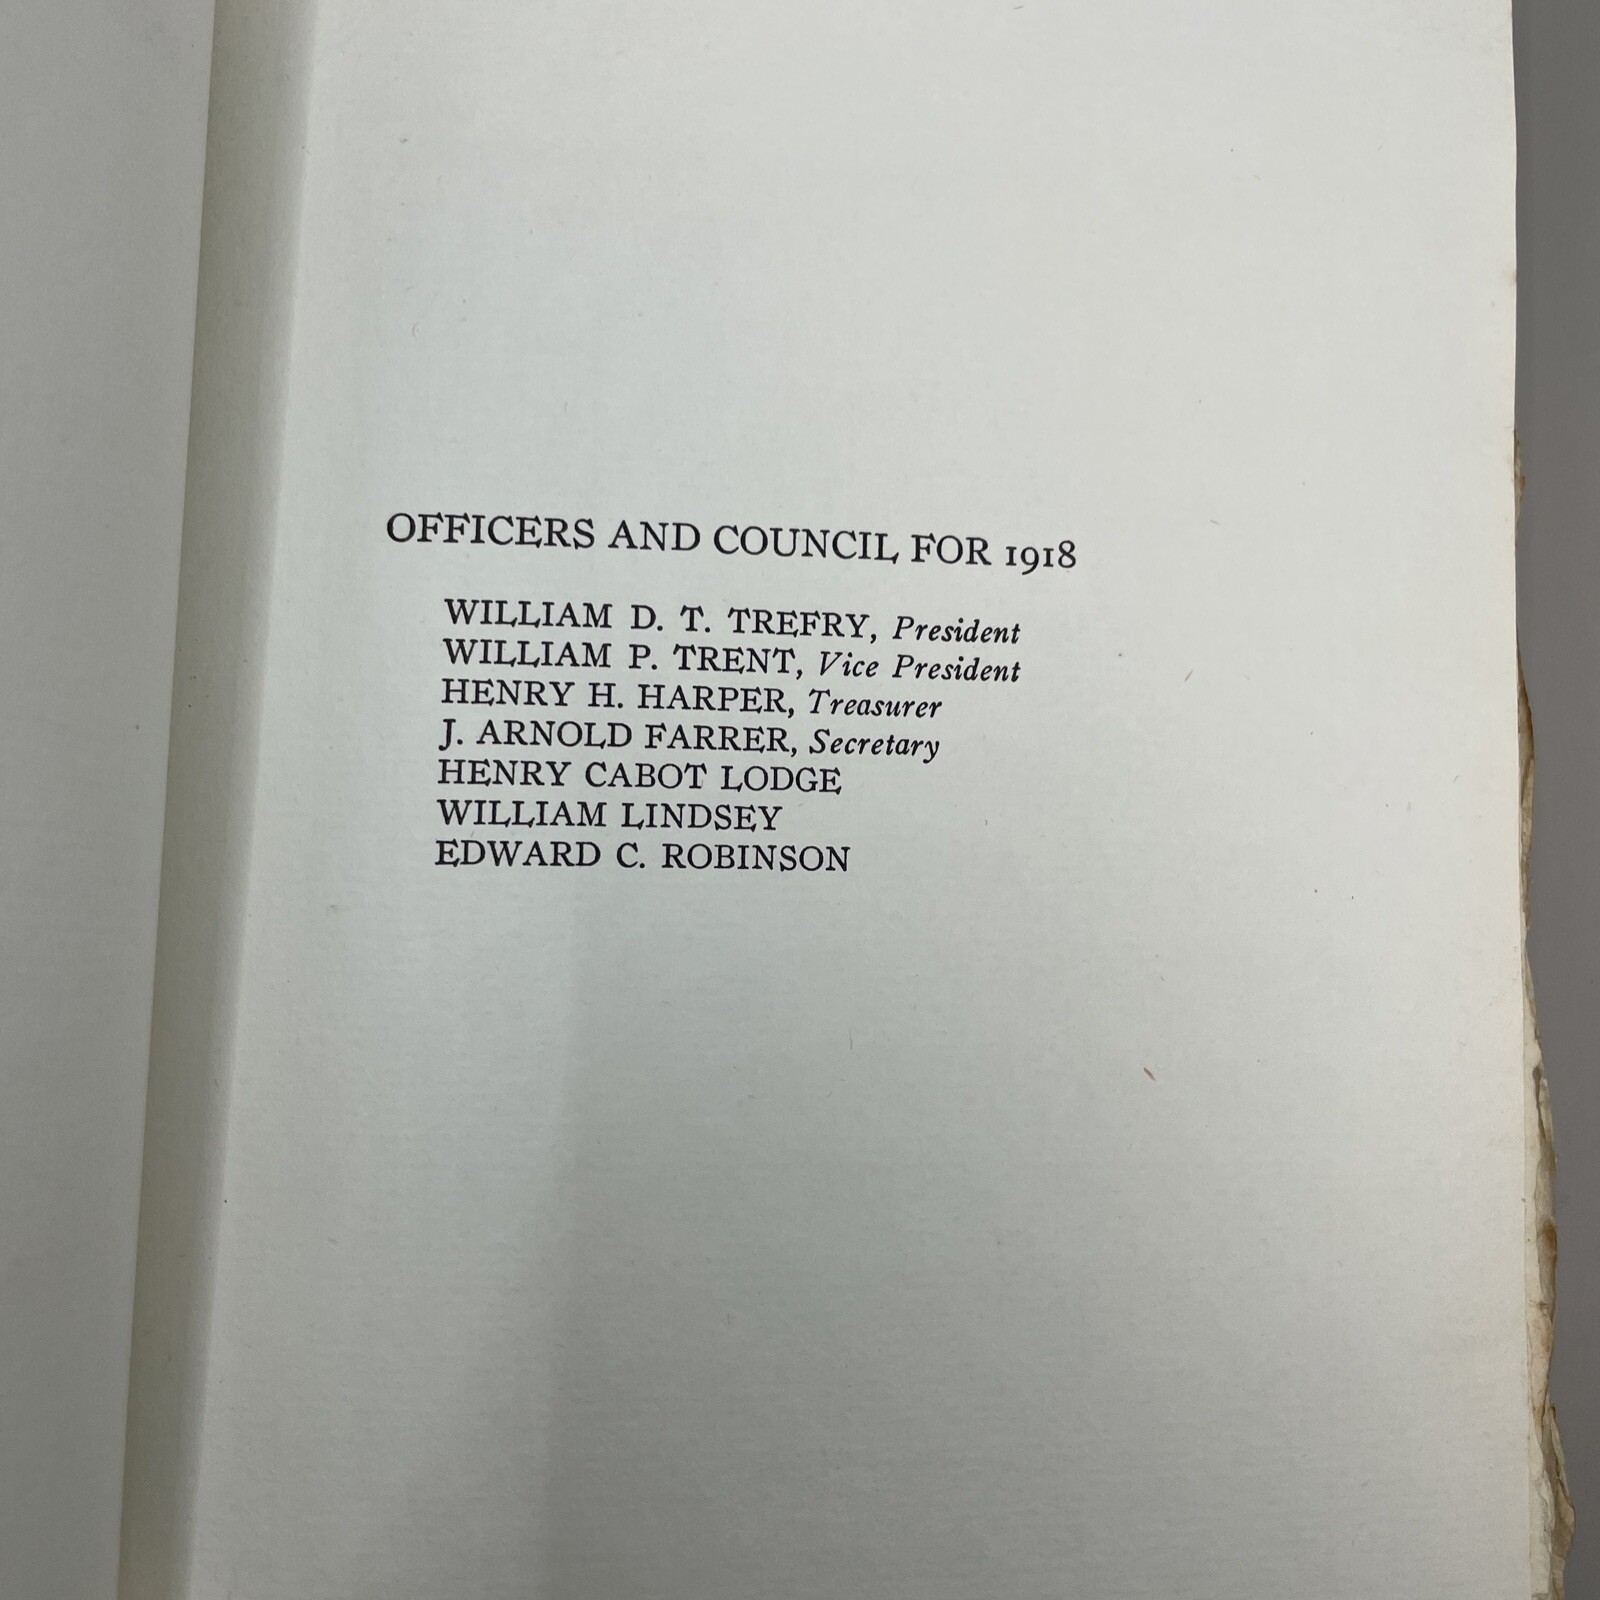 OFFICERS AND COUNCIL FOR 1918
WILLIAM D. T. TREFRY, President
WILLIAM P. TRENT, Vice President
HENRY H. HARPER, Treasurer
J. ARNOLD FARRER, Secretary
HENRY CABOT LODGE
WILLIAM LINDSEY
EDWARD C. ROBINSON